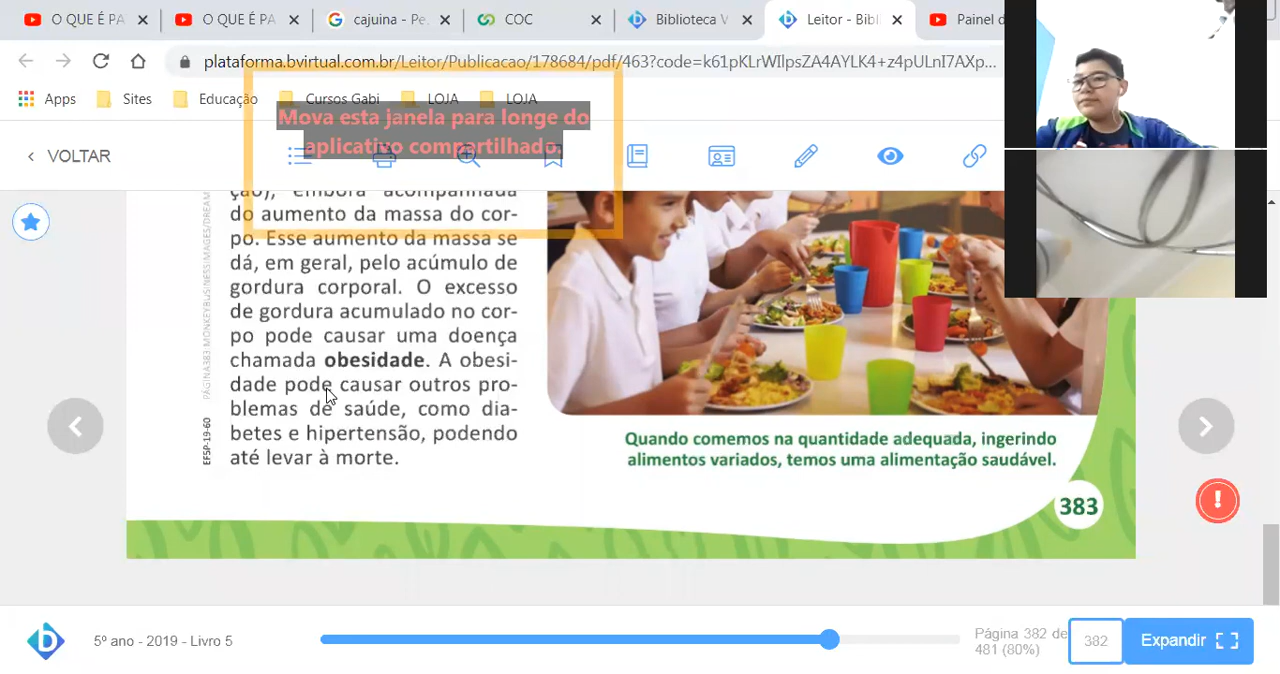 O QUE É PA
O QUE É PA
cajuina - Pe
COC
Biblioteca V
Leitor - Bibl
Painel d
plataforma.bvirtual.com.br/Leitor/Publicacao/178684/pdf/463?code=k61pKLrWIlpsZA4AYLK4+z4pULnI7AXp...
Apps
Sites
Educação
Cursos Gabi
LOJA
LOJA
Mova esta janela para longe do
aplicativo compartilhado.
VOLTAR
ção), embora acompanhada
do aumento da massa do cor-
po. Esse aumento da massa se
dá, em geral, pelo acúmulo de
gordura corporal. O excesso
de gordura acumulado no cor-
po pode causar uma doença
chamada obesidade. A obesi-
dade pode causar outros pro-
blemas de saúde, como dia-
betes e hipertensão, podendo
até levar à morte.
EF5P-19-60
PÁGINA383 MONKEYBUSINESSIMAGES/DREAM
Quando comemos na quantidade adequada, ingerindo
alimentos variados, temos uma alimentação saudável.
383
5º ano - 2019 - Livro 5
Página 382 de
481 (80%)
382
Expandir